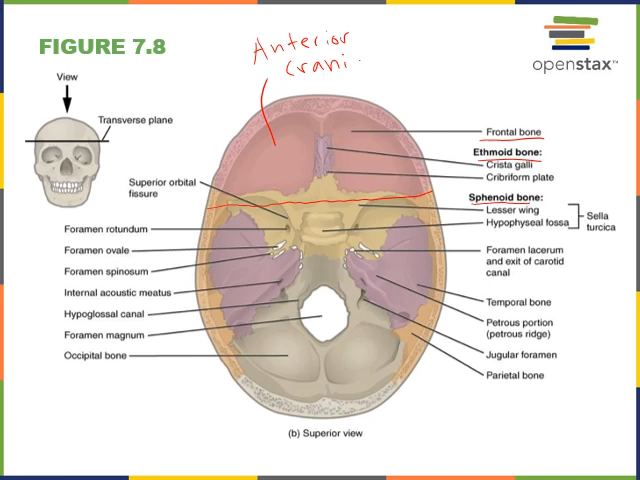 FIGURE 7.8
openstax™
Anterior
crani
View
Transverse plane
Superior orbital
fissure
Foramen rotundum
Foramen ovale
Foramen spinosum
Internal acoustic meatus
Hypoglossal canal
Foramen magnum
Occipital bone
Frontal bone
Ethmoid bone:
Crista galli
Cribriform plate
Sphenoid bone:
Lesser wing
Hypophyseal fossa
Sella
turcica
Foramen lacerum
and exit of carotid
canal
Temporal bone
Petrous portion
(petrous ridge)
Jugular foramen
Parietal bone
(b) Superior view